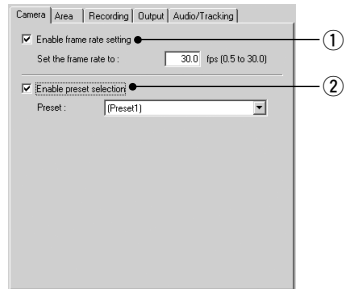 Camera Area Recording Output Audio/Tracking
Enable frame rate setting ①
Set the frame rate to : 30.0 fps (0.5 to 30.0)
Enable preset selection ②
Preset : (Preset1)